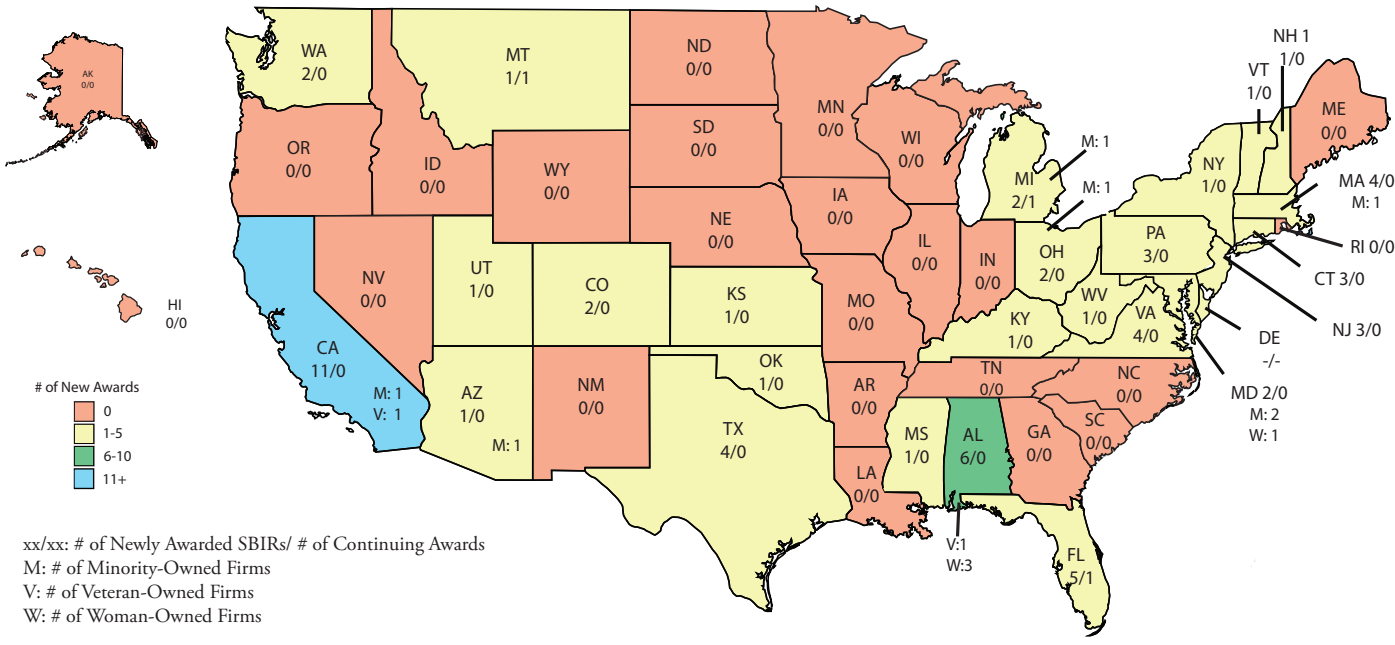 NH 1
1/0
VT
1/0
WA
2/0
MT
1/1
ND
0/0
AK
0/0
MN
0/0
ME
0/0
SD
0/0
WI
0/0
M: 1
OR
0/0
ID
0/0
WY
0/0
NY
1/0
MI
2/1
M: 1
MA 4/0
M: 1
IA
0/0
NE
0/0
PA
3/0
RI 0/0
IL
0/0
IN
0/0
OH
2/0
CT 3/0
NV
0/0
UT
1/0
CO
2/0
KS
1/0
MO
0/0
WV
1/0
VA
4/0
NJ 3/0
HI
0/0
KY
1/0
DE
-/-
CA
11/0
M: 1
V: 1
OK
1/0
TN
0/0
NC
0/0
MD 2/0
M: 2
W: 1
# of New Awards
0
1-5
6-10
11+
AZ
1/0
M: 1
NM
0/0
AR
0/0
SC
0/0
TX
4/0
MS
1/0
AL
6/0
GA
0/0
LA
0/0
V:1
W:3
FL
5/1
xx/xx: # of Newly Awarded SBIRs/ # of Continuing Awards
M: # of Minority-Owned Firms
V: # of Veteran-Owned Firms
W: # of Woman-Owned Firms